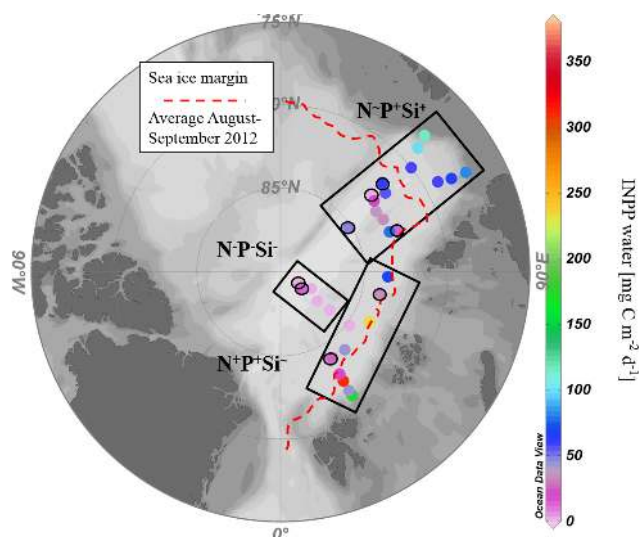 75°N
Sea ice margin
Average August-
September 2012
N~P+Si+
85°N
N-P-Si-
90°W
90°E
N+P+Si-
0°
350
300
250
200
150
100
50
0
INPP water [mg C m-2 d-1]
Ocean Data View